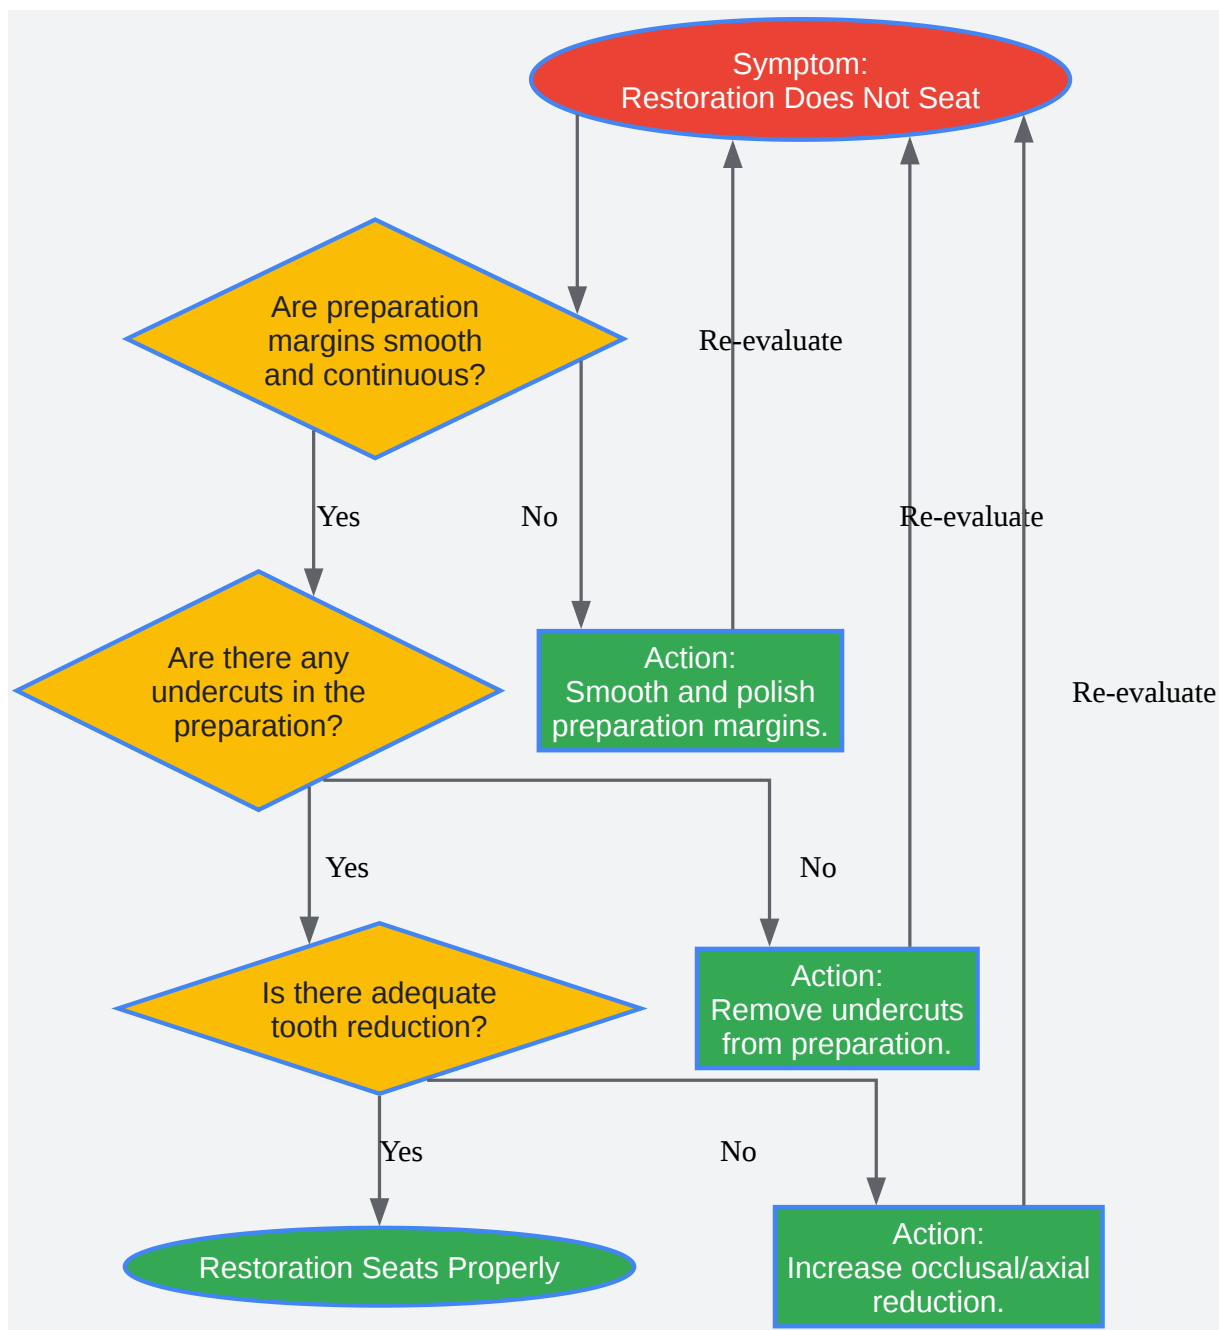 Symptom:
Restoration Does Not Seat
Are preparation
margins smooth
and continuous?
Re-evaluate
Yes
No
Re-evaluate
Are there any
undercuts in the
preparation?
Action:
Smooth and polish
preparation margins.
Re-evaluate
Yes
No
Is there adequate
tooth reduction?
Action:
Remove undercuts
from preparation.
Yes
No
Restoration Seats Properly
Action:
Increase occlusal/axial
reduction.